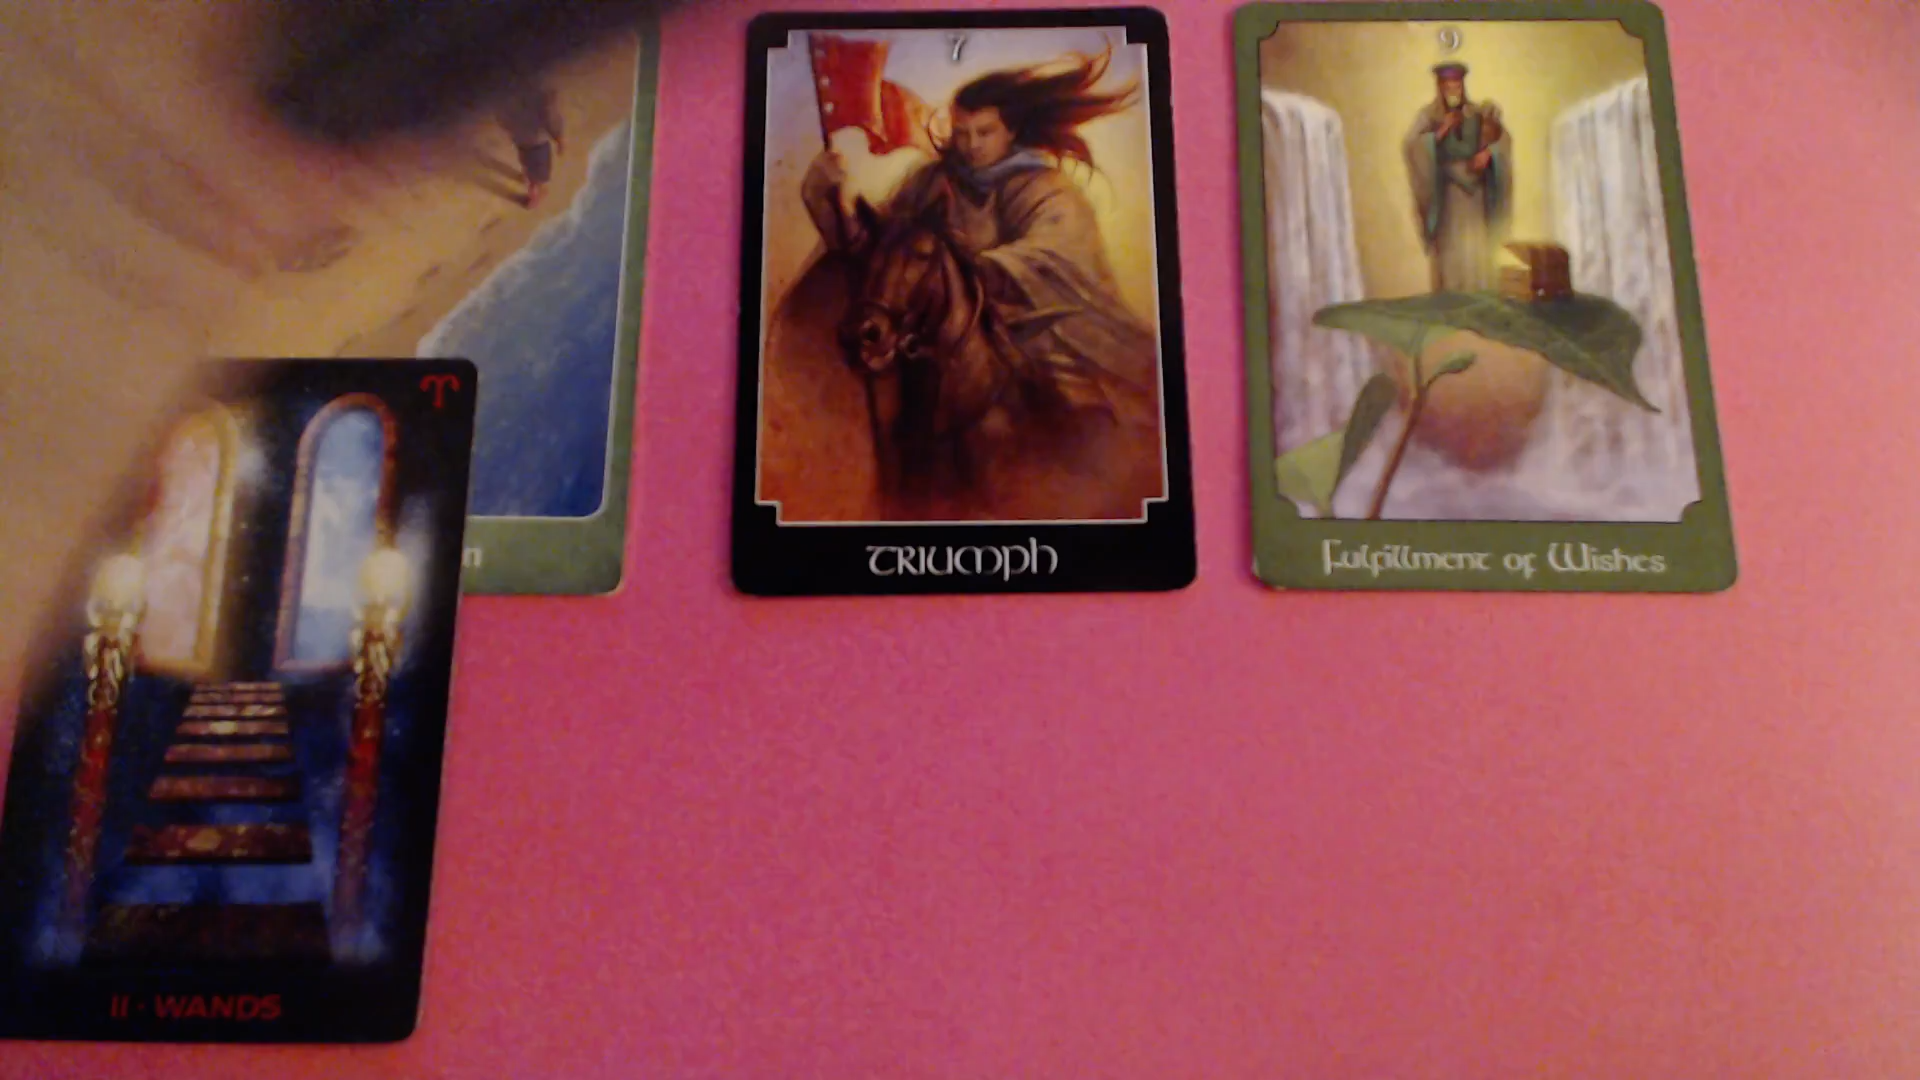 7
TRIUMPH
9
Fulfillment of Wishes
n
II · WANDS